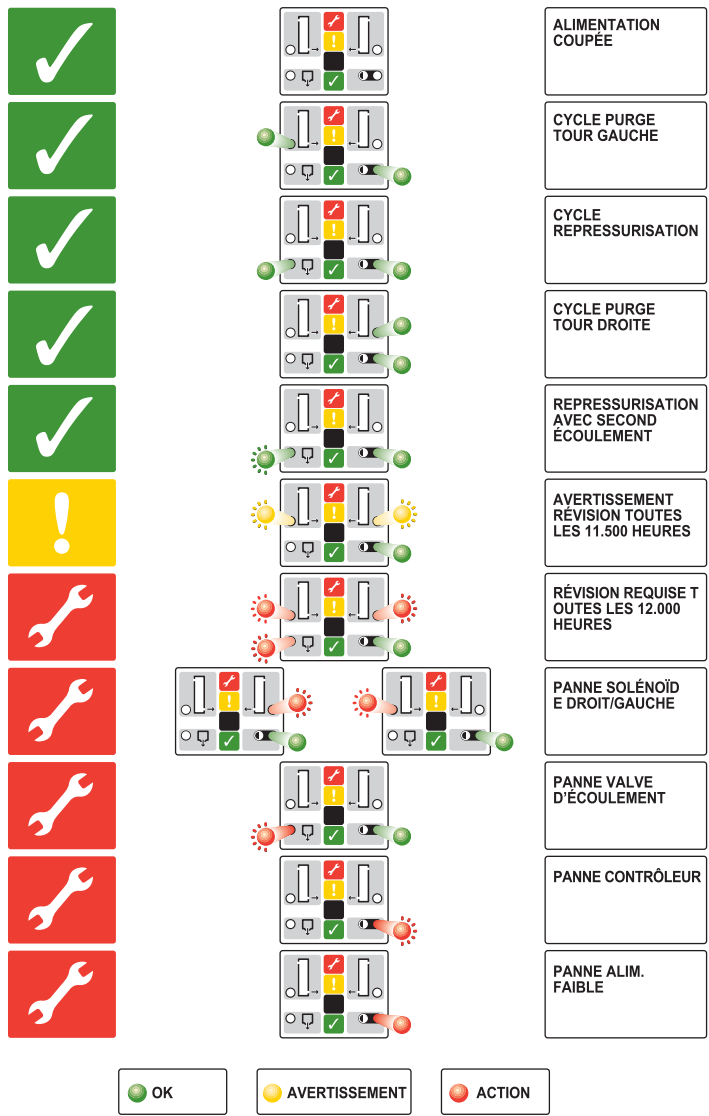 ALIMENTATION
COUPÉE
CYCLE PURGE
TOUR GAUCHE
CYCLE
REPRESSURISATION
CYCLE PURGE
TOUR DROITE
REPRESSURISATION
AVEC SECOND
ÉCOULEMENT
AVERTISSEMENT
RÉVISION TOUTES
LES 11.500 HEURES
RÉVISION REQUISE T
OUTES LES 12.000
HEURES
PANNE SOLÉNOÏD
E DROIT/GAUCHE
PANNE VALVE
D'ÉCOULEMENT
PANNE CONTRÔLEUR
PANNE ALIM.
FAIBLE
OK
AVERTISSEMENT
ACTION